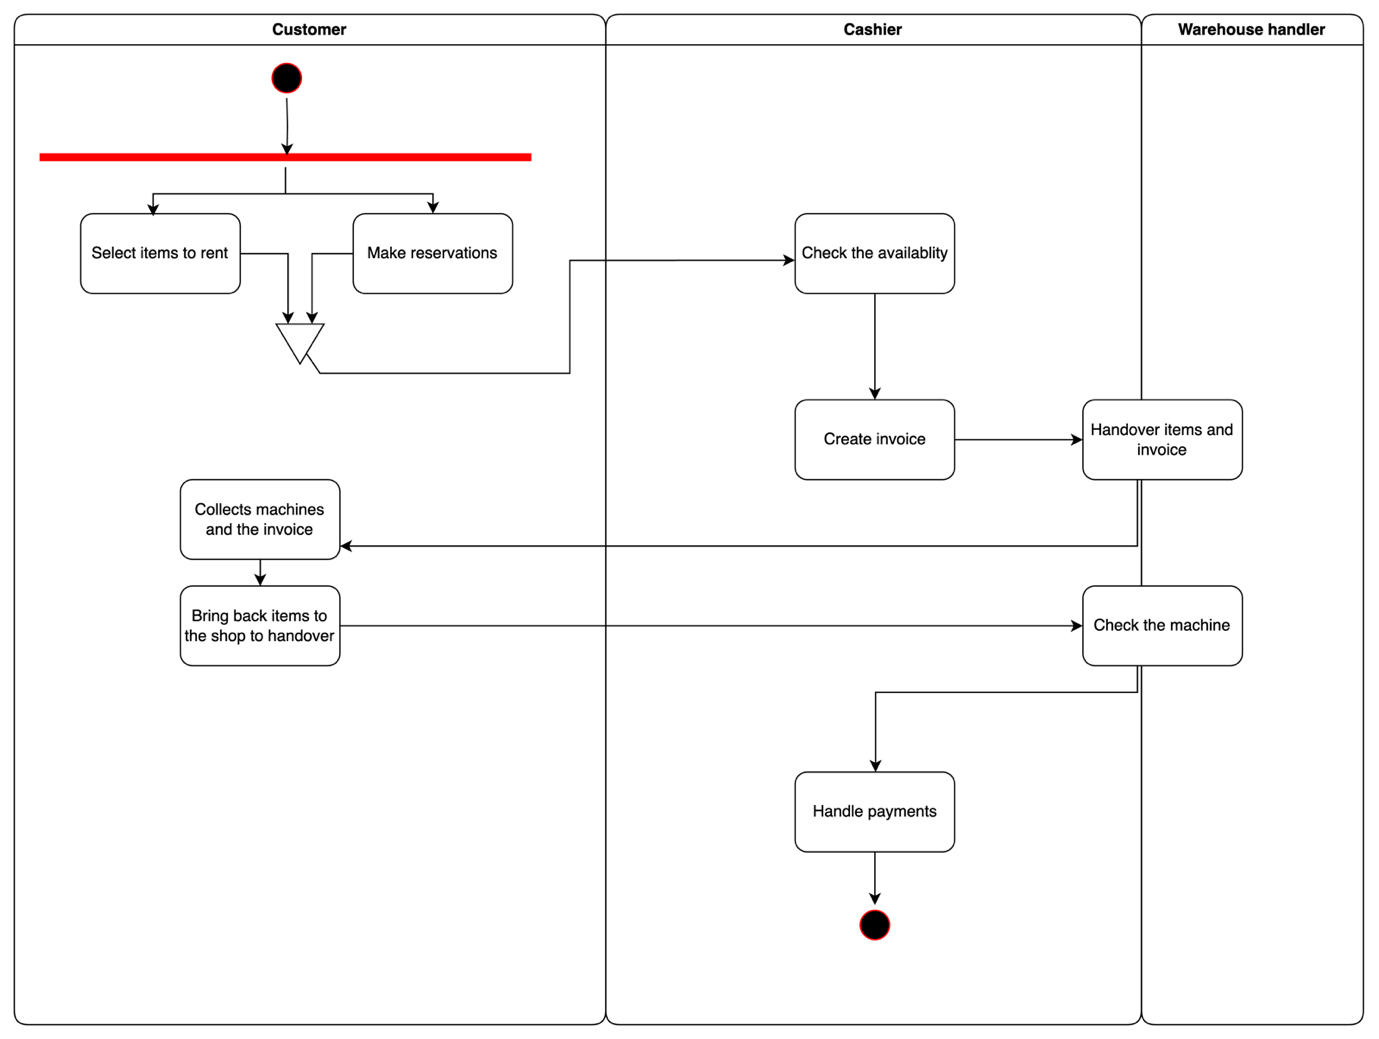 Customer
Cashier
Warehouse handler
Select items to rent
Make reservations
Check the availablity
Create invoice
Handover items and
invoice
Collects machines
and the invoice
Bring back items to
the shop to handover
Check the machine
Handle payments